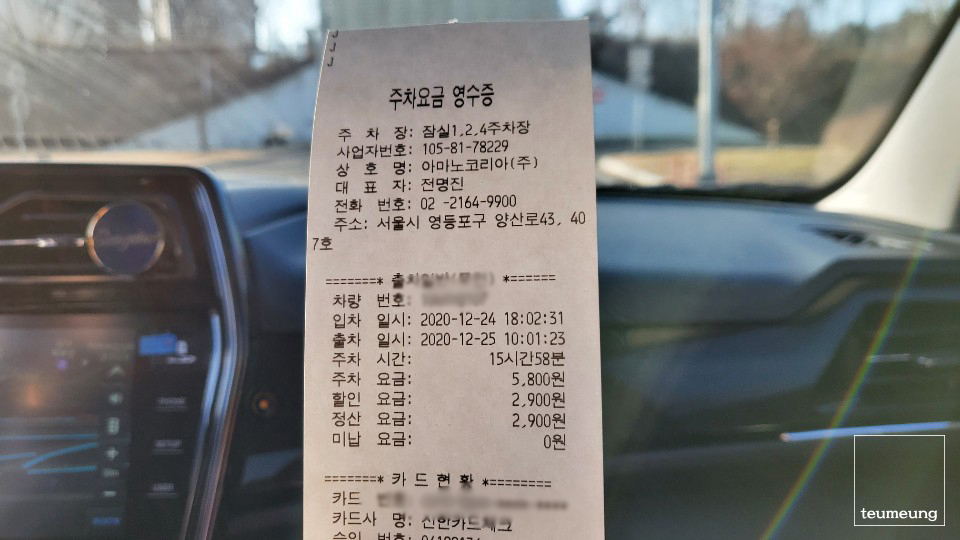 J
J
J
주차요금 영수증
주 차 장: 잠실1,2,4주차장
사업자번호: 105-81-78229
상 호 명: 아마노코리아(주)
대 표 자: 전명진
전화 번호: 02 -2164-9900
주소: 서울시 영등포구 양산로43, 40
7호
=======* *======
차량 번호:
입차 일시: 2020-12-24 18:02:31
출차 일시: 2020-12-25 10:01:23
주차 시간: 15시간58분
주차 요금: 5,800원
할인 요금: 2,900원
정산 요금: 2,900원
미납 요금: 0원
=======* 카 드 현 황 *========
카드
카드사 명: 신한카드체크
승인 번호:
teumeung